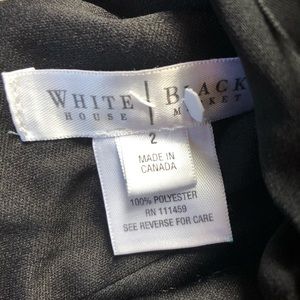 WHITE | BLACK
HOUSE | MARKET
2
MADE IN
CANADA
100% POLYESTER
RN 111459
SEE REVERSE FOR CARE